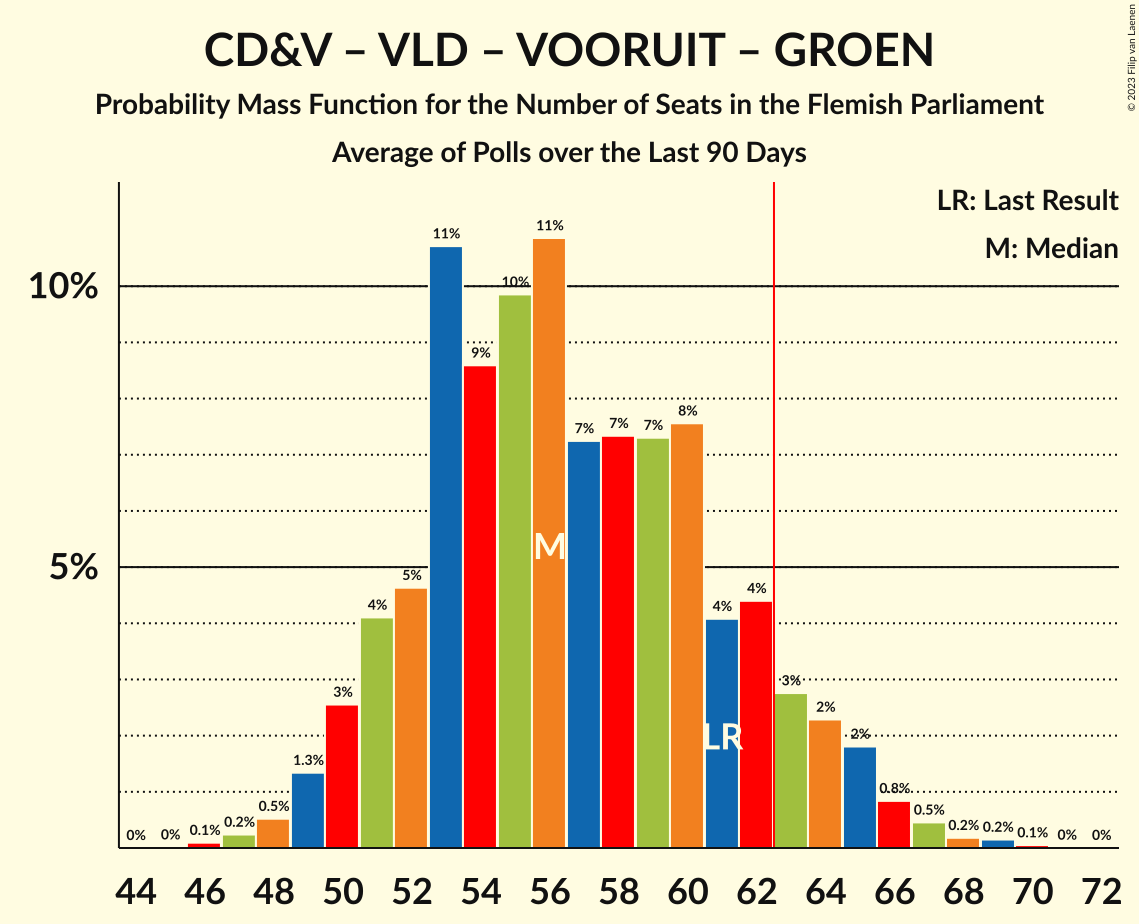 CD&V – VLD – VOORUIT – GROEN
Probability Mass Function for the Number of Seats in the Flemish Parliament
Average of Polls over the Last 90 Days
© 2023 Filip van Laenen
LR: Last Result
M: Median
10%
5%
0% 0% 0.1% 0.2% 0.5% 1.3% 3% 4% 5% 11% 9% 10% 11% 7% 7% 7% 8% 4% 4% 3% 2% 2% 0.8% 0.5% 0.2% 0.2% 0.1% 0% 0%
M
LR
44 46 48 50 52 54 56 58 60 62 64 66 68 70 72